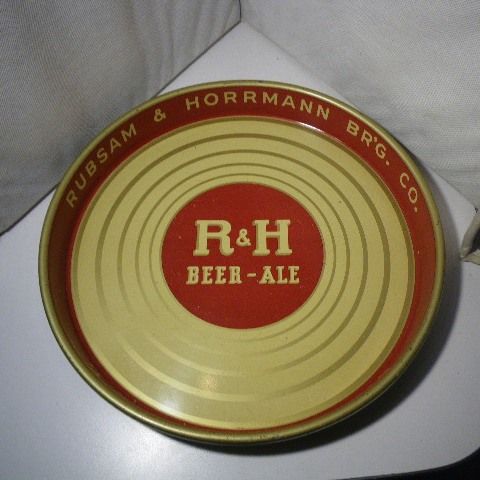 RUBSAM & HORRMANN BR'G. CO.
R&H
BEER-ALE